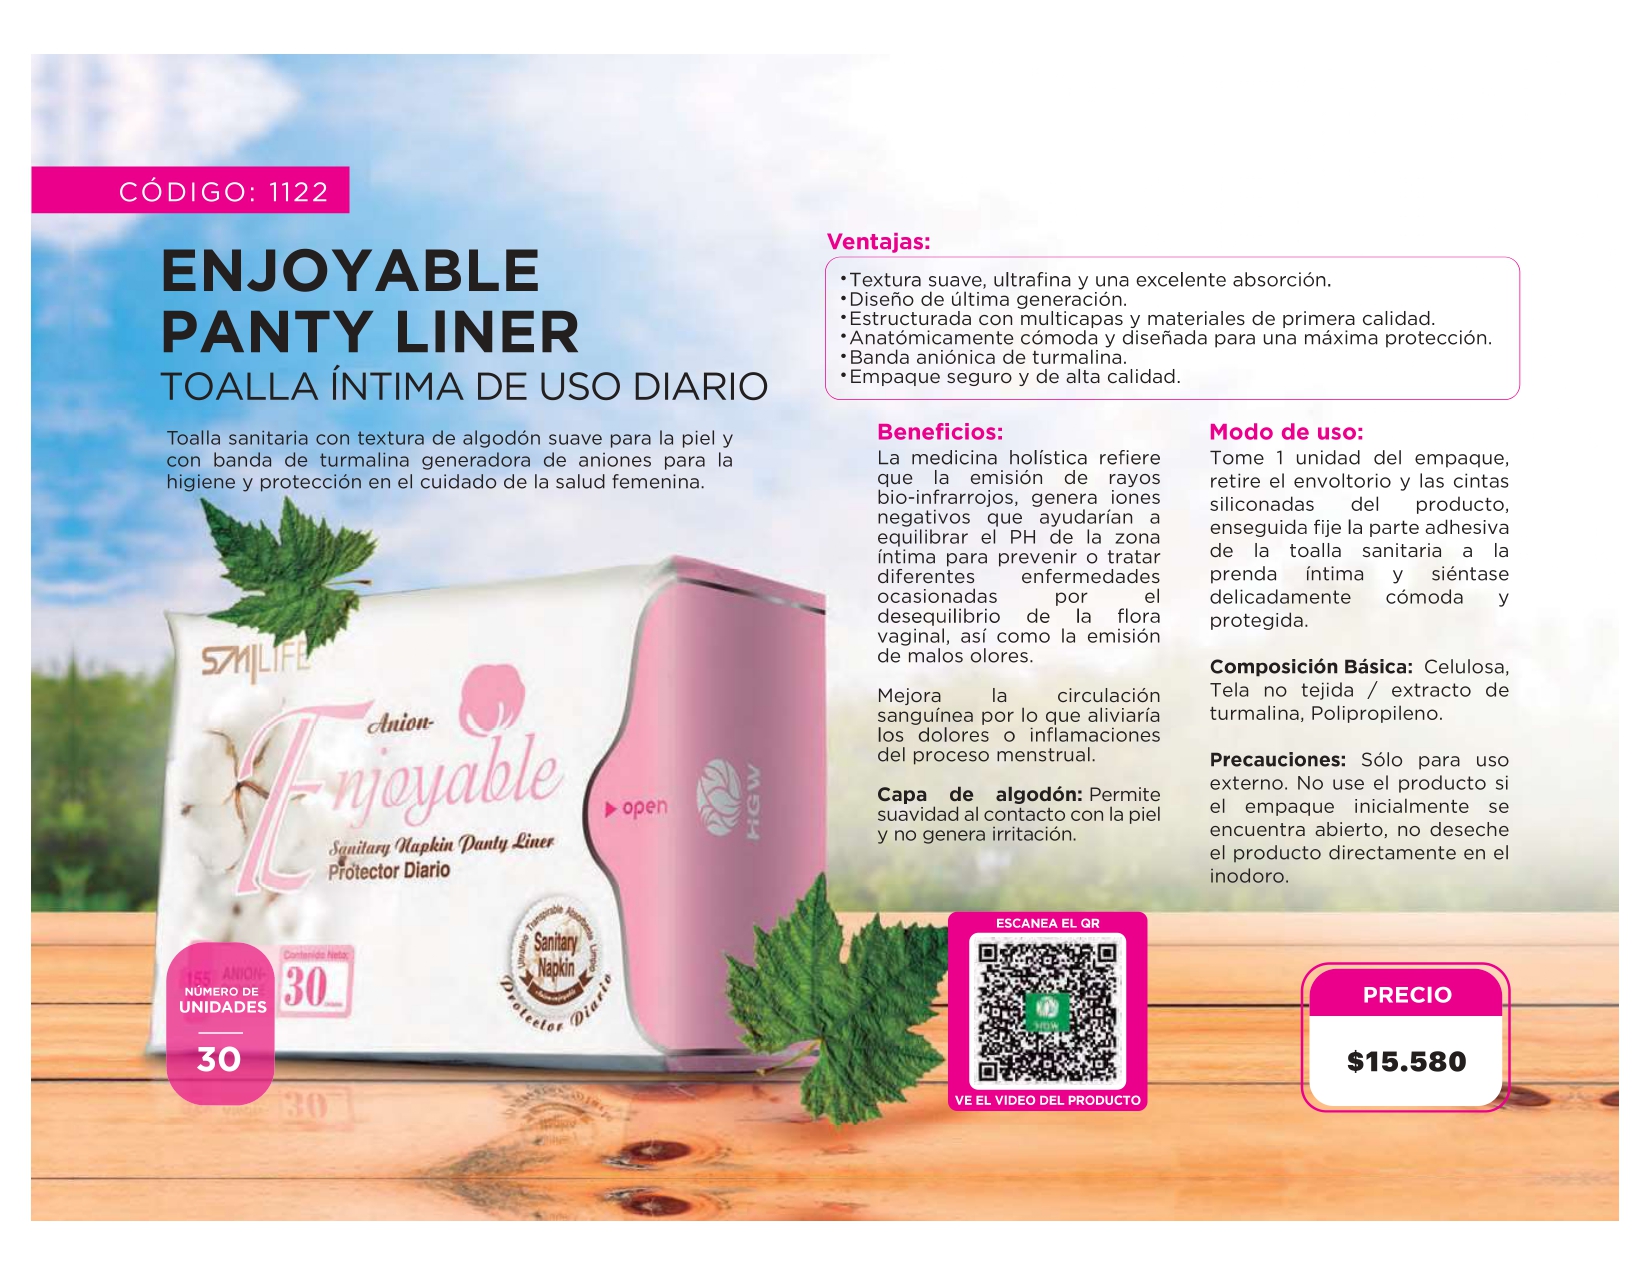 CÓDIGO: 1122
ENJOYABLE
PANTY LINER
TOALLA ÍNTIMA DE USO DIARIO
Toalla sanitaria con textura de algodón suave para la piel y
con banda de turmalina generadora de aniones para la
higiene y protección en el cuidado de la salud femenina.
Ventajas:
•Textura suave, ultrafina y una excelente absorción.
•Diseño de última generación.
•Estructurada con multicapas y materiales de primera calidad.
•Anatómicamente cómoda y diseñada para una máxima protección.
•Banda aniónica de turmalina.
•Empaque seguro y de alta calidad.
Beneficios:
La medicina holística refiere
que la emisión de rayos
bio-infrarrojos, genera iones
negativos que ayudarían a
equilibrar el PH de la zona
íntima para prevenir o tratar
diferentes enfermedades
ocasionadas por el
desequilibrio de la flora
vaginal, así como la emisión
de malos olores.
Mejora la circulación
sanguínea por lo que aliviaría
los dolores o inflamaciones
del proceso menstrual.
Capa de algodón: Permite
suavidad al contacto con la piel
y no genera irritación.
Modo de uso:
Tome 1 unidad del empaque,
retire el envoltorio y las cintas
siliconadas del producto,
enseguida fije la parte adhesiva
de la toalla sanitaria a la
prenda íntima y siéntase
delicadamente cómoda y
protegida.
Composición Básica: Celulosa,
Tela no tejida / extracto de
turmalina, Polipropileno.
Precauciones: Sólo para uso
externo. No use el producto si
el empaque inicialmente se
encuentra abierto, no deseche
el producto directamente en el
inodoro.
SMILIFE
Anion-
Enjoyable
Sanitary Napkin Panty Liner
Protector Diario
open
HGW
Ultrafino Transpirable Absorbente Limpio
Sanitary
Napkin
Protector Diario
155 ANION-
Contenido Neto:
30
NÚMERO DE
UNIDADES
30
ESCANEA EL QR
HGW
VE EL VIDEO DEL PRODUCTO
PRECIO
$15.580